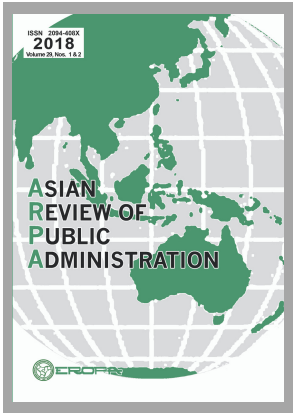 ISSN 2094-408X
2018
Volume 29, Nos. 1 & 2
ASIAN
REVIEW OF
PUBLIC
ADMINISTRATION
EROPA